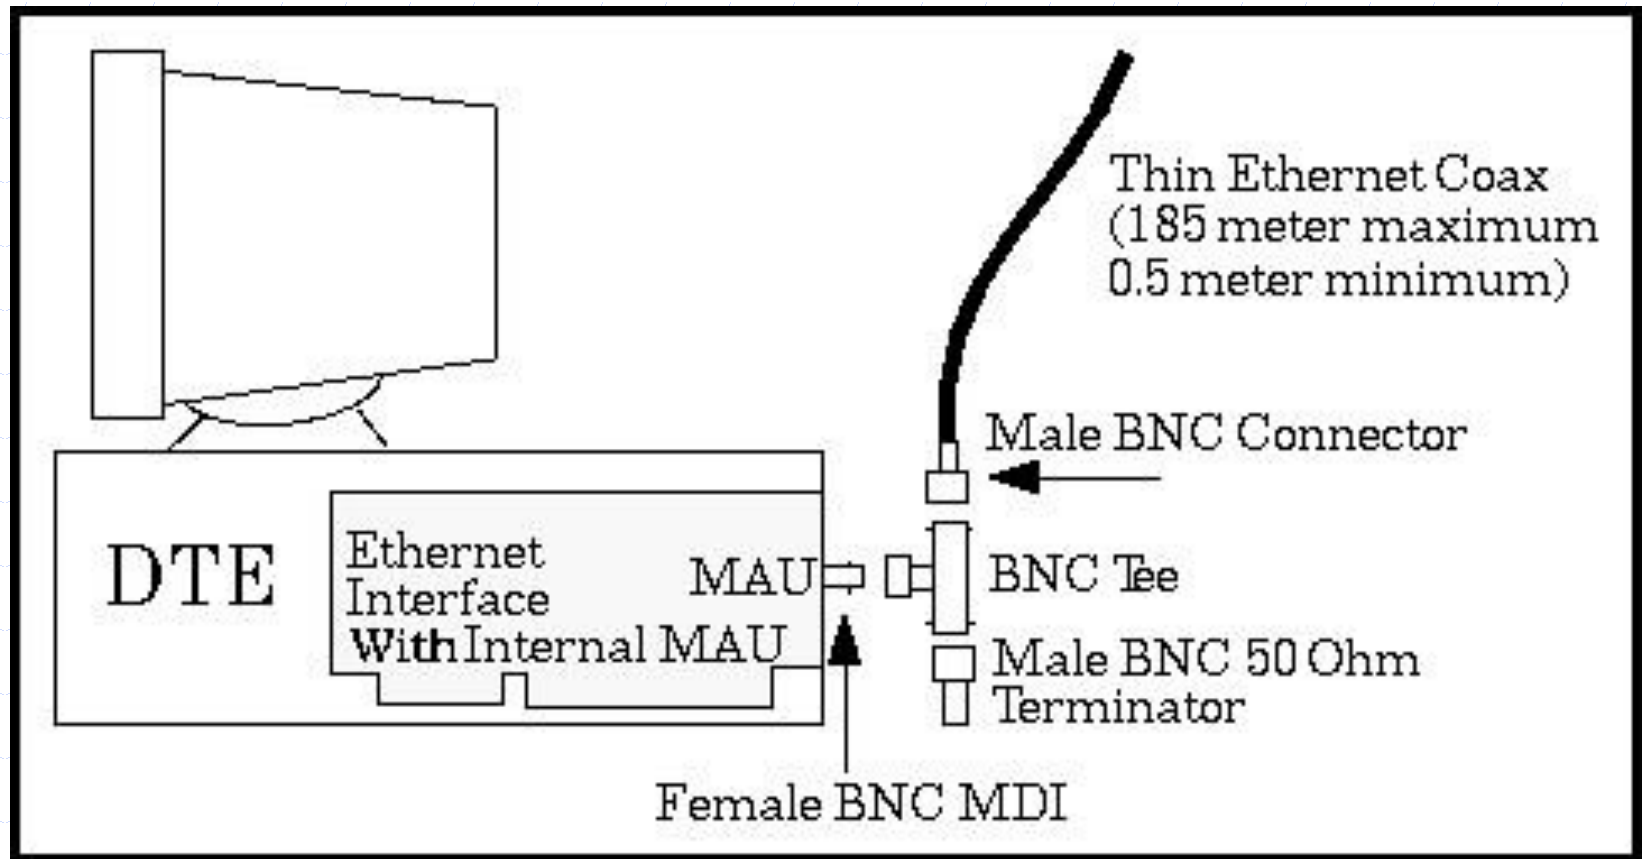 Thin Ethernet Coax
(185 meter maximum
0.5 meter minimum)
Male BNC Connector
DTE
Ethernet
Interface
With Internal MAU
MAU
BNC Tee
Male BNC 50 Ohm
Terminator
Female BNC MDI